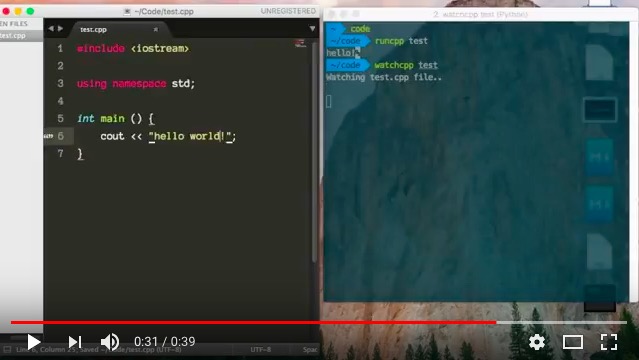 ~/Code/test.cpp
UNREGISTERED
EN FILES
test.cpp
test.cpp
1 #include <iostream>
2
3 using namespace std;
4
5 int main () {
6 cout << "hello world!";
7 }
Line 6, Column 23; Saved ~/Code/test.cpp (UTF-8)
UTF-8
Spac
2. watchcpp test (Python)
~ code
~/code runcpp test
hello!
~/code watchcpp test
Watching test.cpp file..
0:31 / 0:39